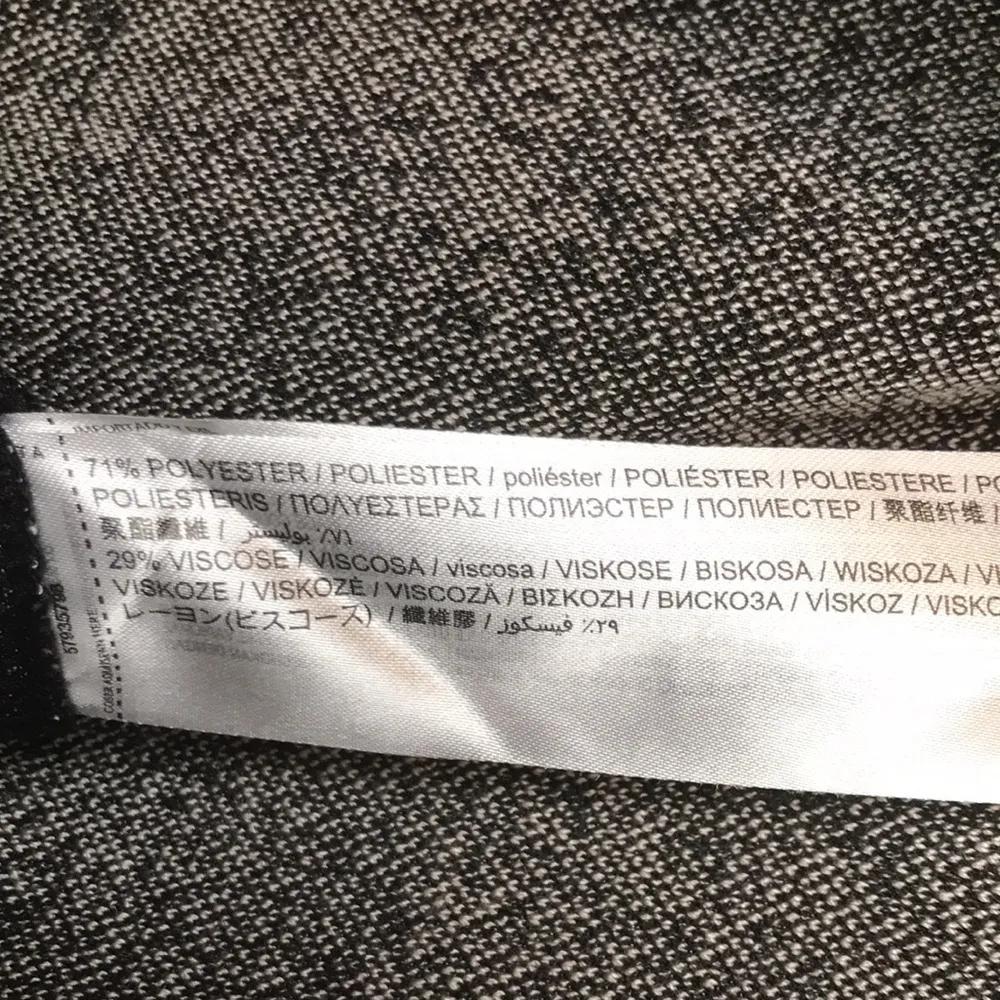 71% POLYESTER / POLIESTER / poliéster / POLIÉSTER / POLIESTERE /
POLIESTERIS / ΠΟΛΥΕΣΤΕΡΑΣ / ПОЛИЭСТЕР / ПОЛИЕСТЕР / 聚酯纤维
聚酯纖維 / بوليستر ٪٧١
29% VISCOSE / VISCOSA / viscosa / VISKOSE / BISKOSA / WISKOZA /
VISKOZE / VISKOZĖ / VISCOZĂ / ΒΙΣΚΟΖΗ / ВИСКОЗА / VİSKOZ /
レーヨン(ビスコース) / 纖維膠 / فيسكوز ٪٢٩
5793579B